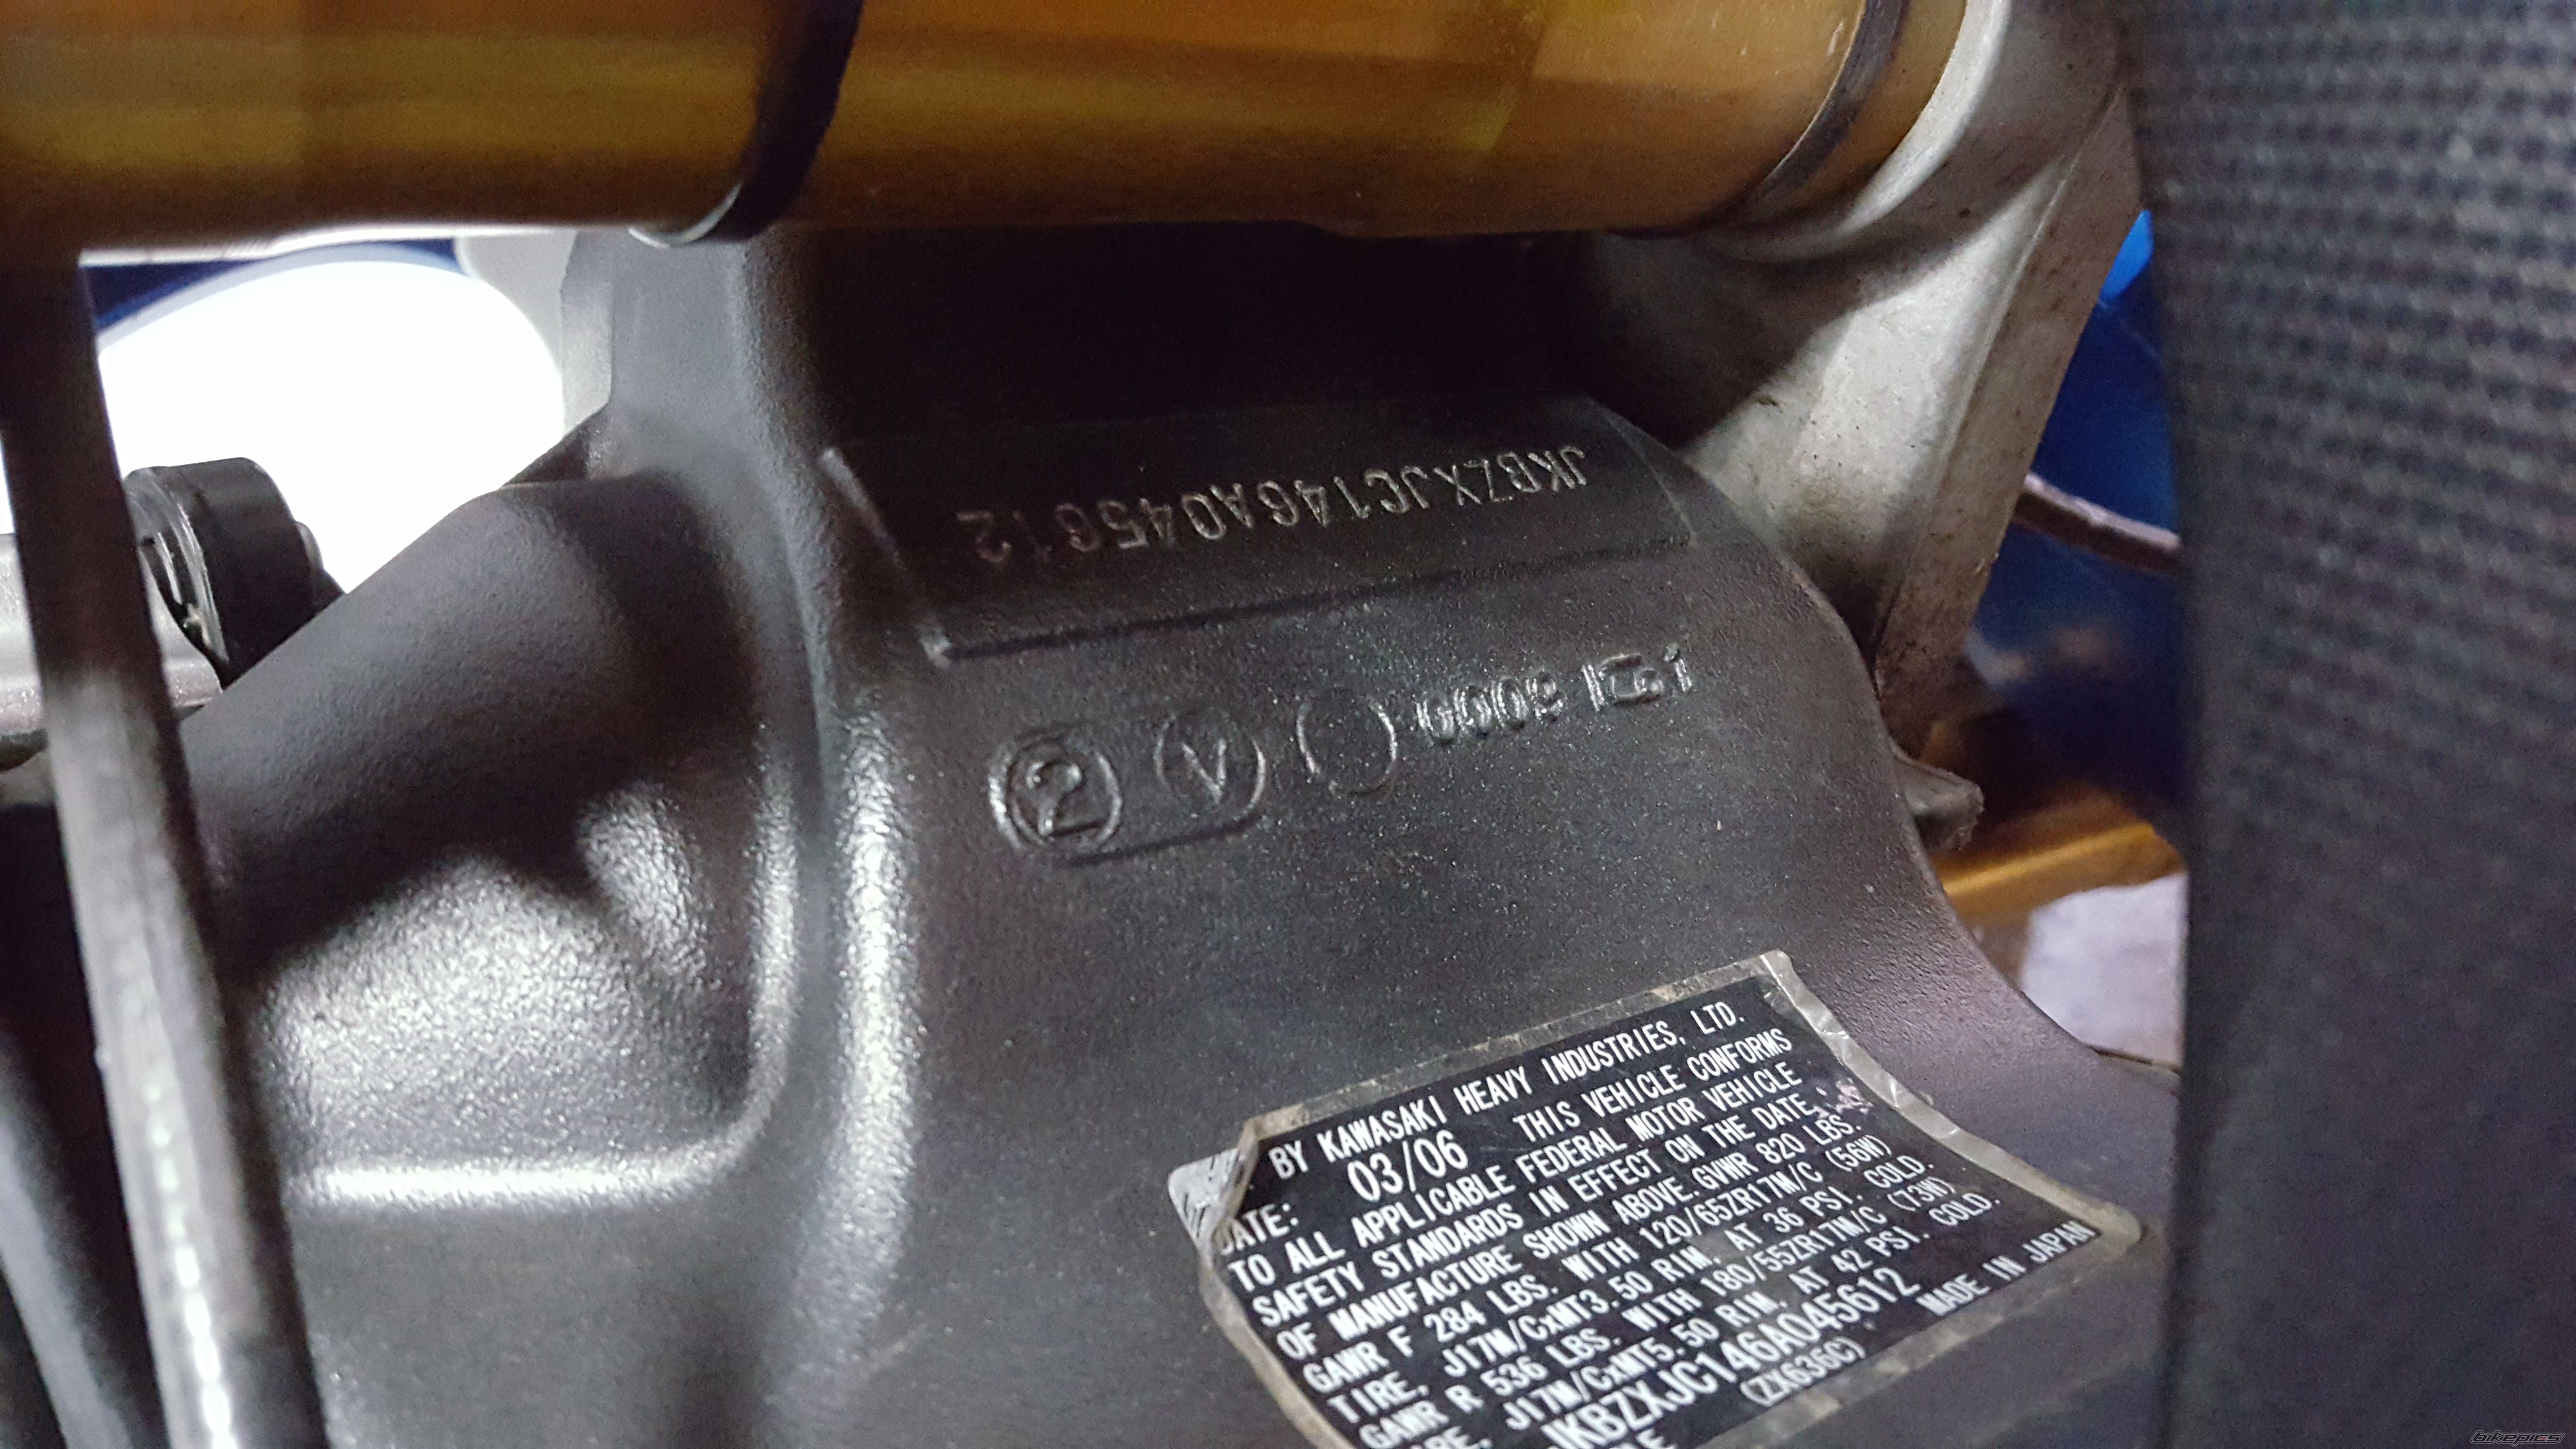 JKBZXJC146A045612
2 V
BY KAWASAKI HEAVY INDUSTRIES, LTD.
DATE: 03/06 THIS VEHICLE CONFORMS
TO ALL APPLICABLE FEDERAL MOTOR VEHICLE
SAFETY STANDARDS IN EFFECT ON THE DATE
OF MANUFACTURE SHOWN ABOVE. GVWR 820 LBS.
GAWR F 284 LBS. WITH 120/65ZR17M/C (56W)
TIRE, J17M/CxMT3.50 RIM, AT 36 PSI. COLD.
GAWR R 536 LBS. WITH 180/55ZR17M/C (73W)
J17M/CxMT5.50 RIM, AT 42 PSI. COLD.
JKBZXJC146A045612 MADE IN JAPAN
(ZX636C)
bikepics